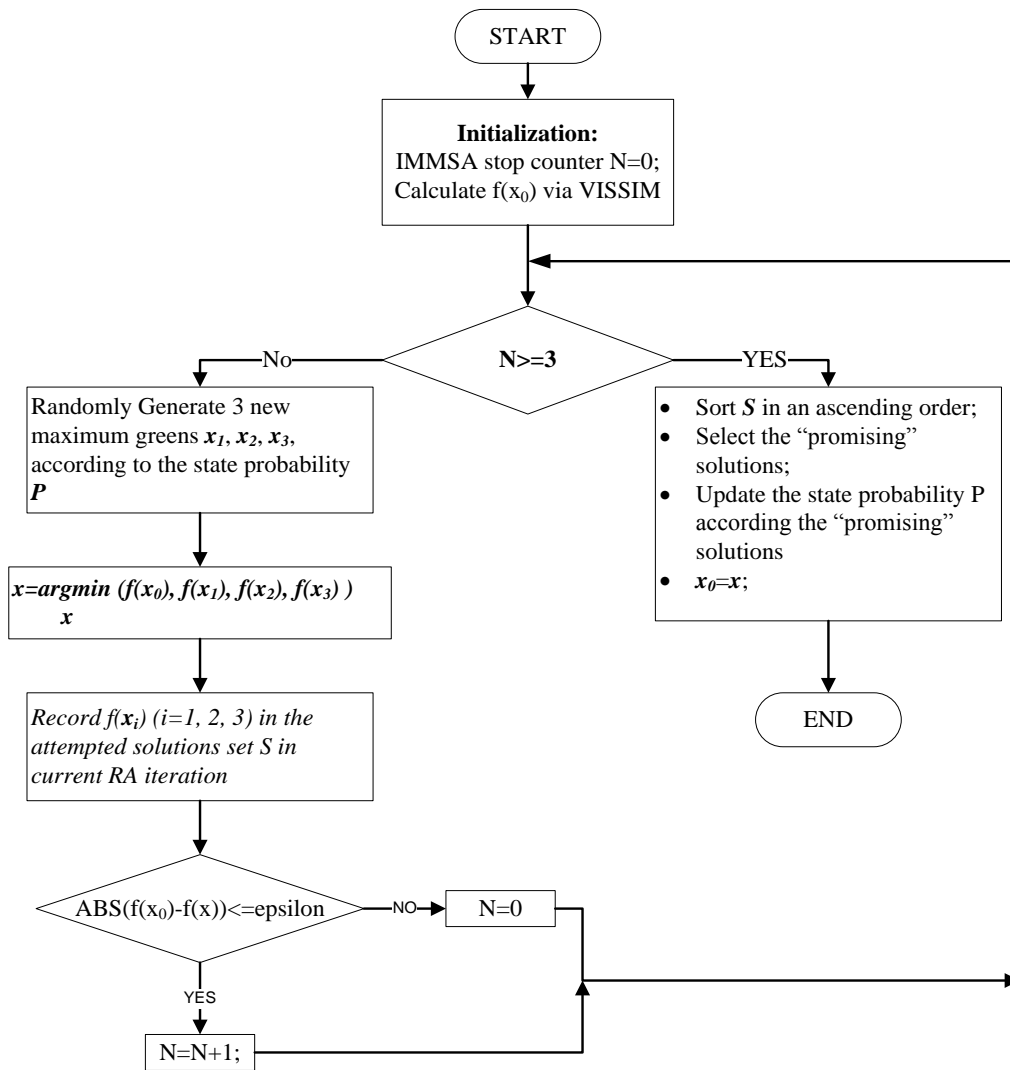 START
Initialization:
IMMSA stop counter N=0;
Calculate f(x₀) via VISSIM
N>=3
No
YES
Randomly Generate 3 new
maximum greens x₁, x₂, x₃,
according to the state probability
P
x=argmin (f(x₀), f(x₁), f(x₂), f(x₃) )
x
Record f(xᵢ) (i=1, 2, 3) in the
attempted solutions set S in
current RA iteration
ABS(f(x₀)-f(x))<=epsilon
NO
N=0
YES
N=N+1;
• Sort S in an ascending order;
• Select the “promising”
solutions;
• Update the state probability P
according the “promising”
solutions
• x₀=x;
END